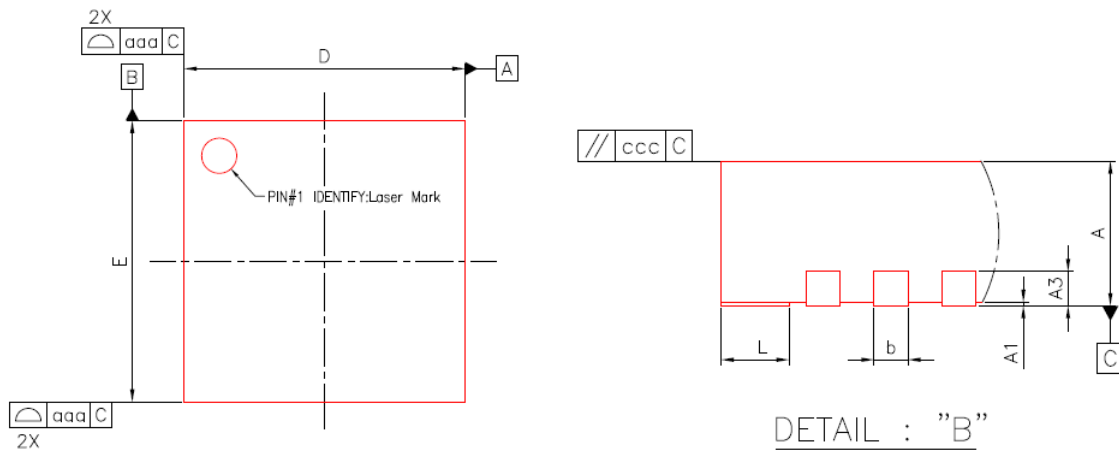 2X
⌓ aaa C
D
A
B
PIN#1 IDENTIFY:Laser Mark
E
⌓ aaa C
2X
// ccc C
A
A3
A1
L
b
C
DETAIL : "B"